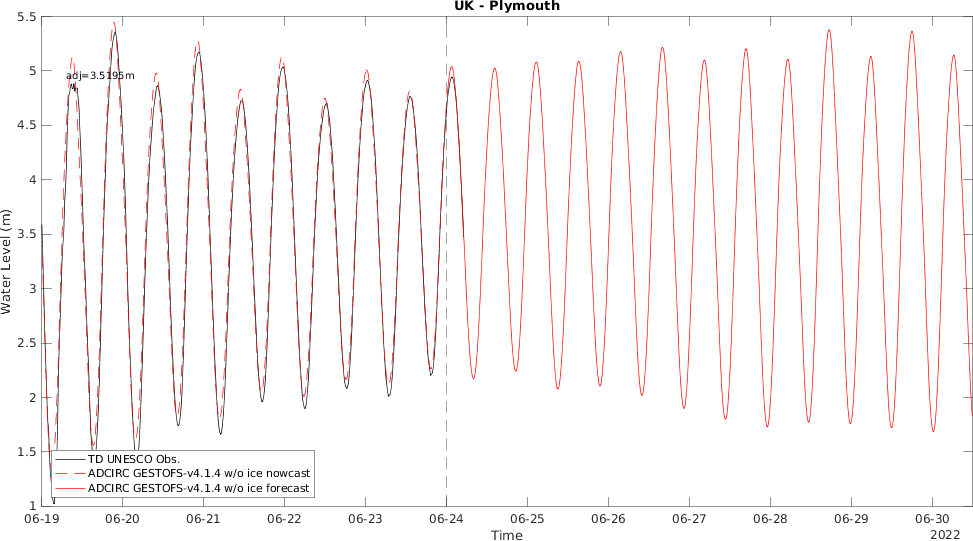 UK - Plymouth
5.5
5
4.5
4
3.5
3
2.5
2
1.5
1
Water Level (m)
adj=3.5195m
TD UNESCO Obs.
ADCIRC GESTOFS-v4.1.4 w/o ice nowcast
ADCIRC GESTOFS-v4.1.4 w/o ice forecast
06-19 06-20 06-21 06-22 06-23 06-24 06-25 06-26 06-27 06-28 06-29 06-30
Time
2022